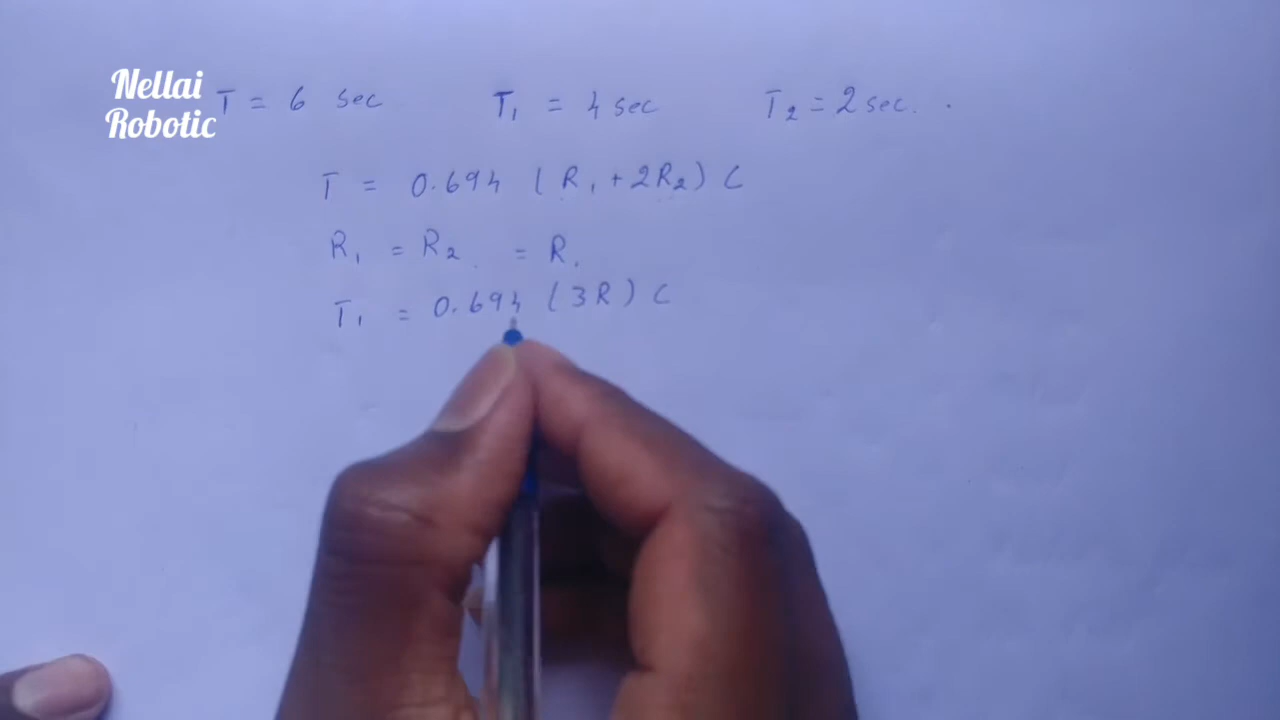 Nellai
Robotic
T = 6 sec T₁ = 4 sec T₂ = 2 sec.
T = 0.694 (R₁ + 2R₂) C
R₁ = R₂ = R.
T₁ = 0.694 (3R) C